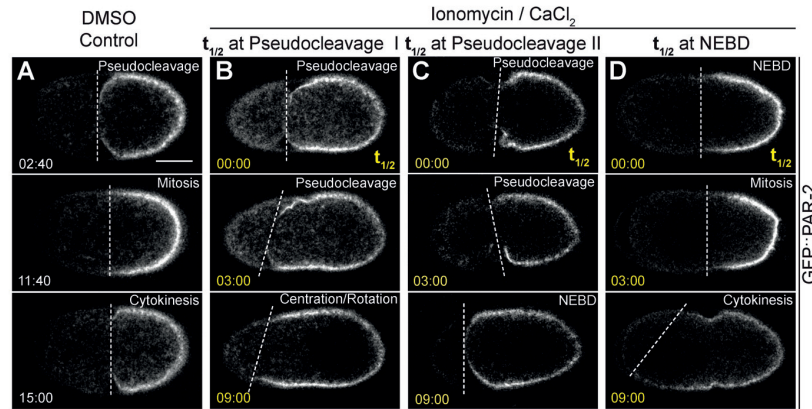 DMSO
Control
Ionomycin / CaCl2
t1/2 at Pseudocleavage I
t1/2 at Pseudocleavage II
t1/2 at NEBD
A
Pseudocleavage
02:40
B
Pseudocleavage
00:00
t1/2
C
Pseudocleavage
00:00
t1/2
D
NEBD
00:00
t1/2
Mitosis
11:40
Pseudocleavage
03:00
Pseudocleavage
03:00
Mitosis
03:00
Cytokinesis
15:00
Centration/Rotation
09:00
NEBD
09:00
Cytokinesis
09:00
GFP::PAR-2